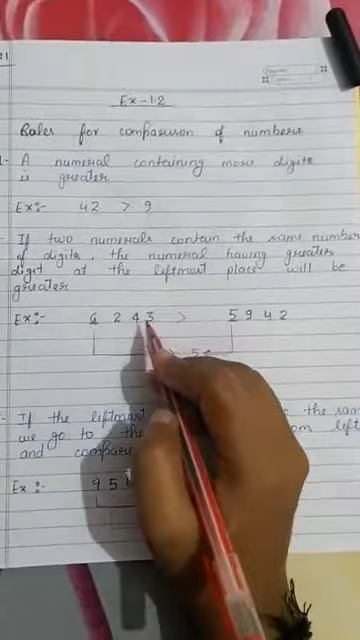 Ex-1.2
Rules for comparison of numbers
A numeral containing more digits
is greater
Ex:- 42 > 9
If two numerals contain the same number
of digits, the numeral having greater
digit at the leftmost place will be
greater
Ex:- 6 2 4 3 > 5 9 4 2
If the leftmost the same
we go to the left
and compare
Ex:- 9 5